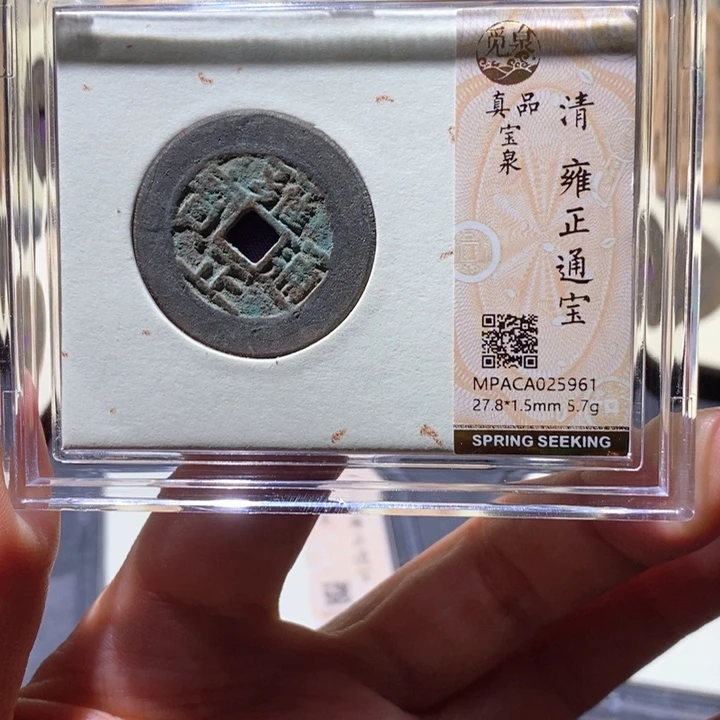 觅泉
真品
宝泉
清 雍正通宝
MPACA025961
27.8*1.5mm 5.7g
SPRING SEEKING